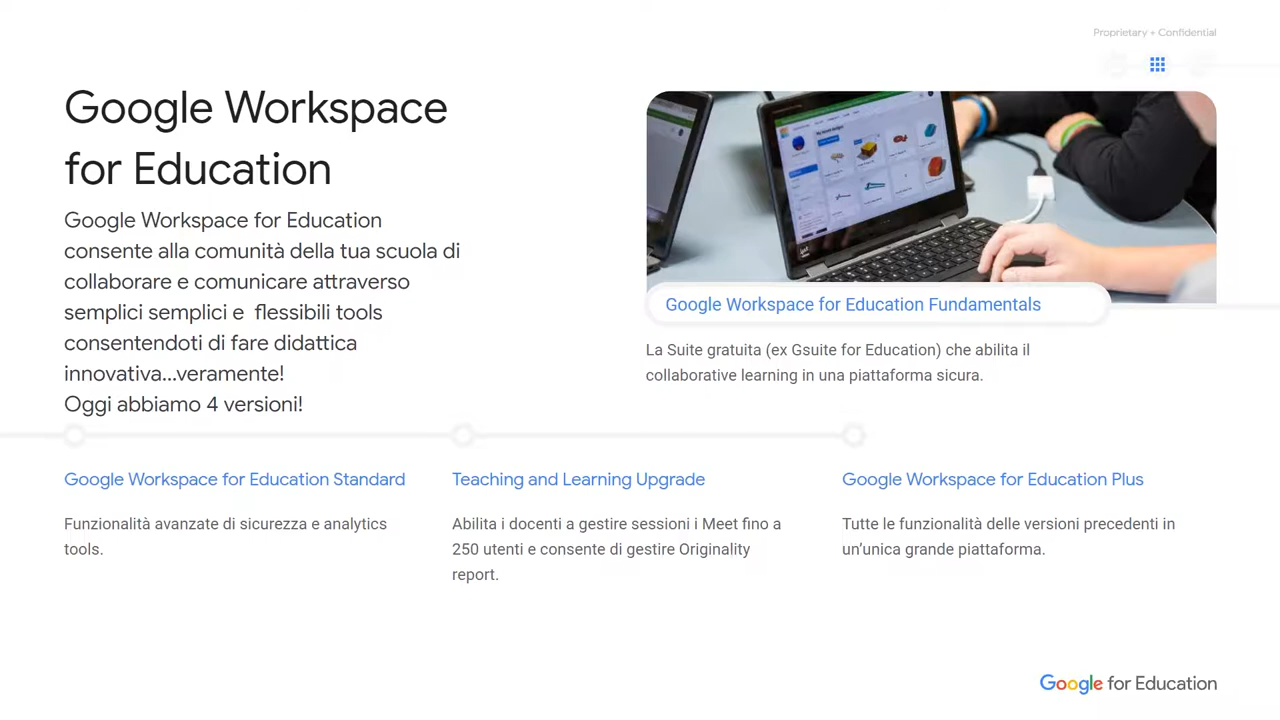 Proprietary + Confidential
Google Workspace
for Education
Google Workspace for Education
consente alla comunità della tua scuola di
collaborare e comunicare attraverso
semplici semplici e flessibili tools
consentendoti di fare didattica
innovativa...veramente!
Oggi abbiamo 4 versioni!
Google Workspace for Education Fundamentals
La Suite gratuita (ex Gsuite for Education) che abilita il
collaborative learning in una piattaforma sicura.
Google Workspace for Education Standard
Funzionalità avanzate di sicurezza e analytics
tools.
Teaching and Learning Upgrade
Abilita i docenti a gestire sessioni i Meet fino a
250 utenti e consente di gestire Originality
report.
Google Workspace for Education Plus
Tutte le funzionalità delle versioni precedenti in
un'unica grande piattaforma.
Google for Education